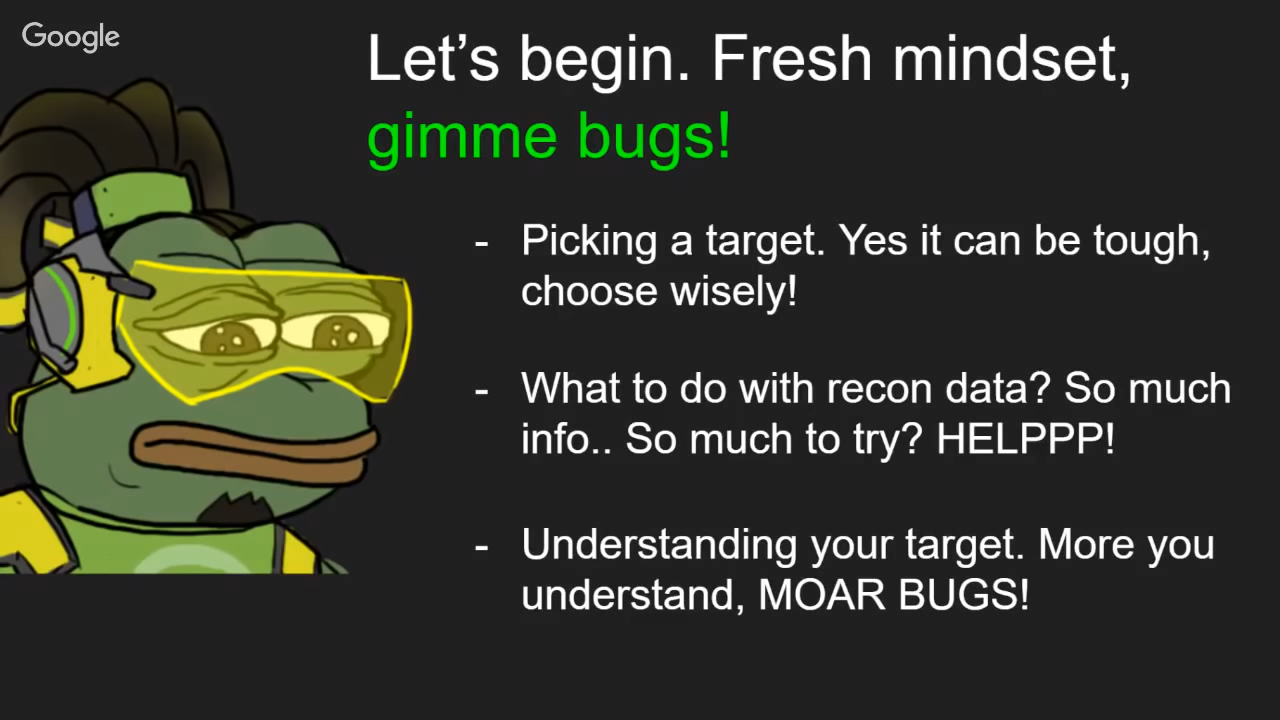 Google
Let’s begin. Fresh mindset,
gimme bugs!
- Picking a target. Yes it can be tough,
choose wisely!
- What to do with recon data? So much
info.. So much to try? HELPPP!
- Understanding your target. More you
understand, MOAR BUGS!